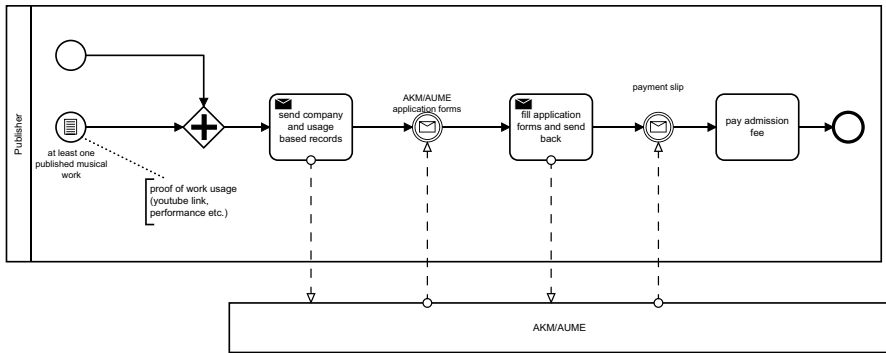 Publisher
at least one
published musical
work
proof of work usage
(youtube link,
performance etc.)
send company
and usage
based records
AKM/AUME
application forms
fill application
forms and send
back
payment slip
pay admission
fee
AKM/AUME